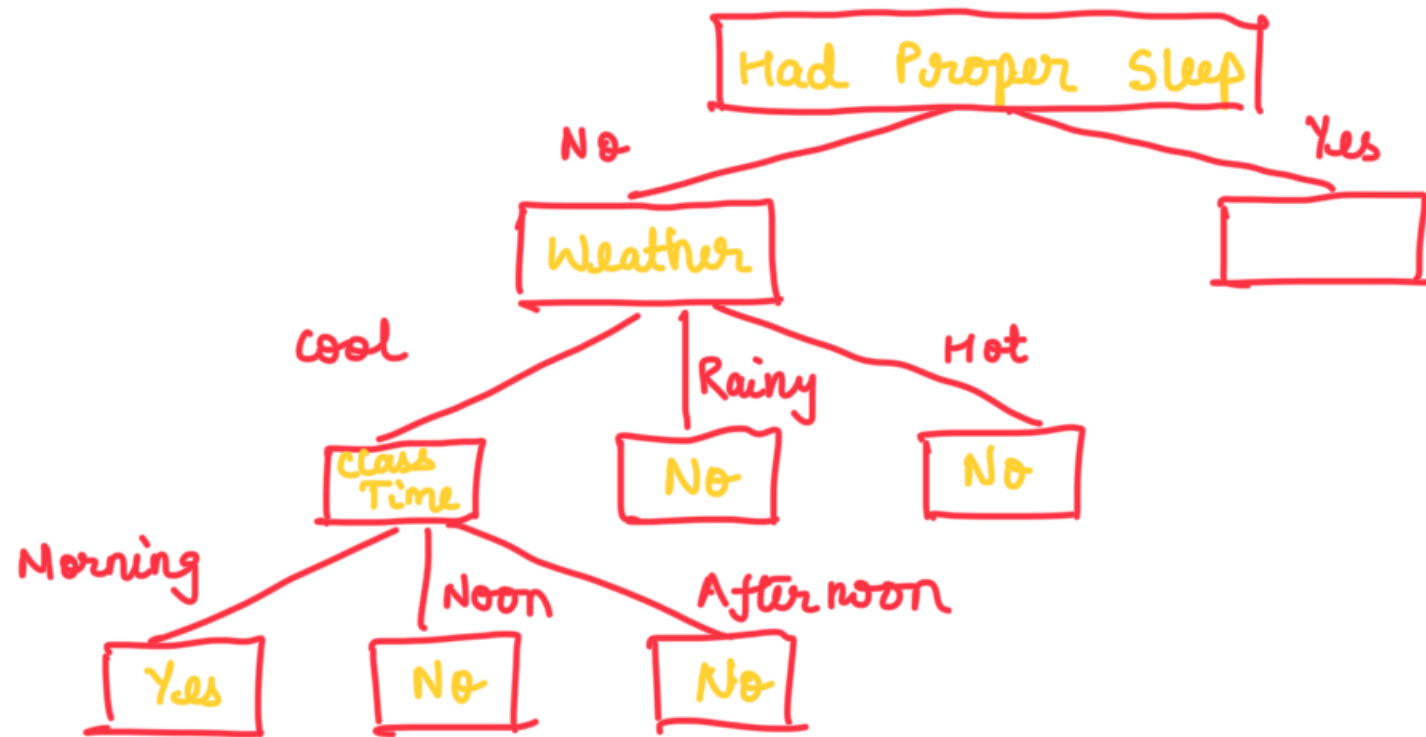 Had Proper Sleep
No
Yes
Weather
Cool
Rainy
Hot
Class
Time
No
No
Morning
Noon
Afternoon
Yes
No
No